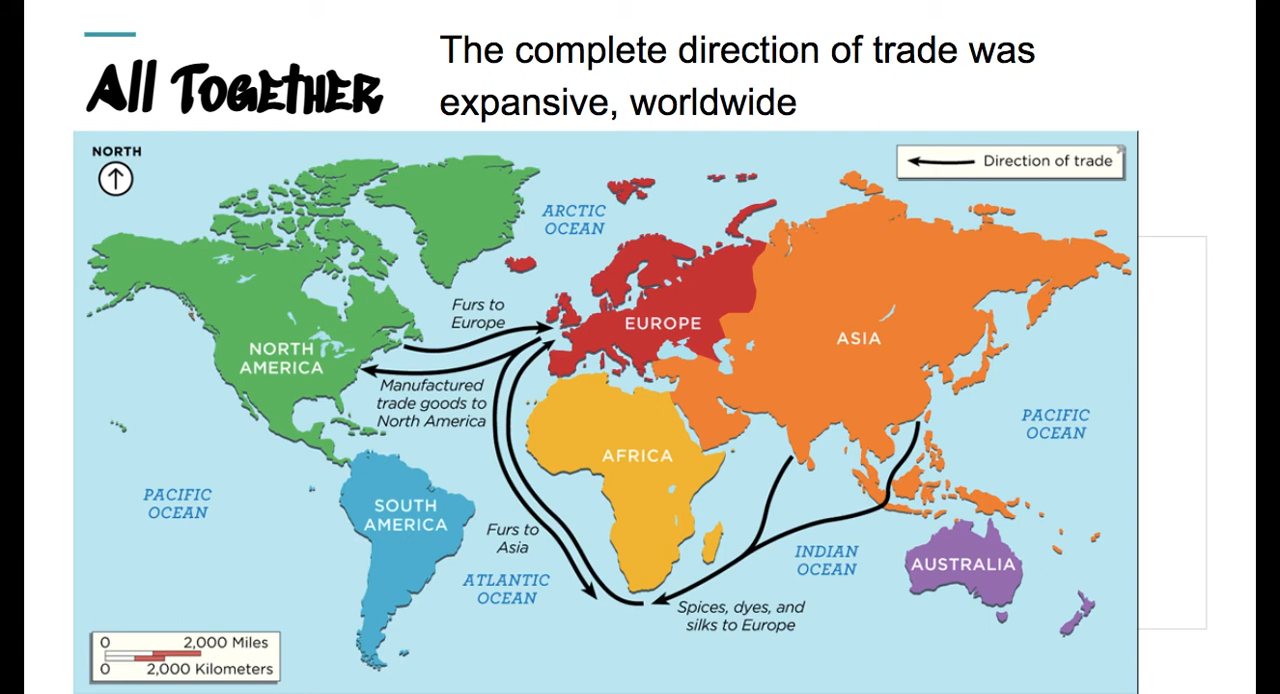 All Together
The complete direction of trade was
expansive, worldwide
NORTH
Direction of trade
ARCTIC
OCEAN
Furs to
Europe
EUROPE
ASIA
NORTH
AMERICA
Manufactured
trade goods to
North America
PACIFIC
OCEAN
AFRICA
PACIFIC
OCEAN
SOUTH
AMERICA
Furs to
Asia
INDIAN
OCEAN
AUSTRALIA
ATLANTIC
OCEAN
Spices, dyes, and
silks to Europe
0 2,000 Miles
0 2,000 Kilometers